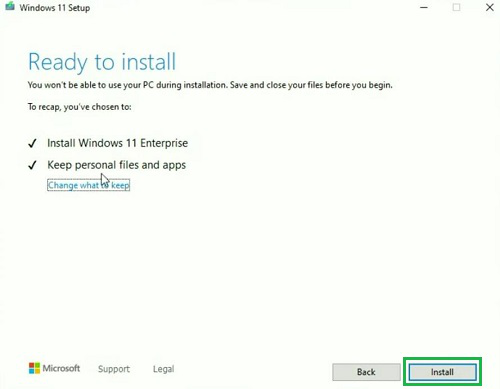 Windows 11 Setup
Ready to install
You won't be able to use your PC during installation. Save and close your files before you begin.
To recap, you've chosen to:
Install Windows 11 Enterprise
Keep personal files and apps
Change what to keep
Microsoft Support Legal
Back Install